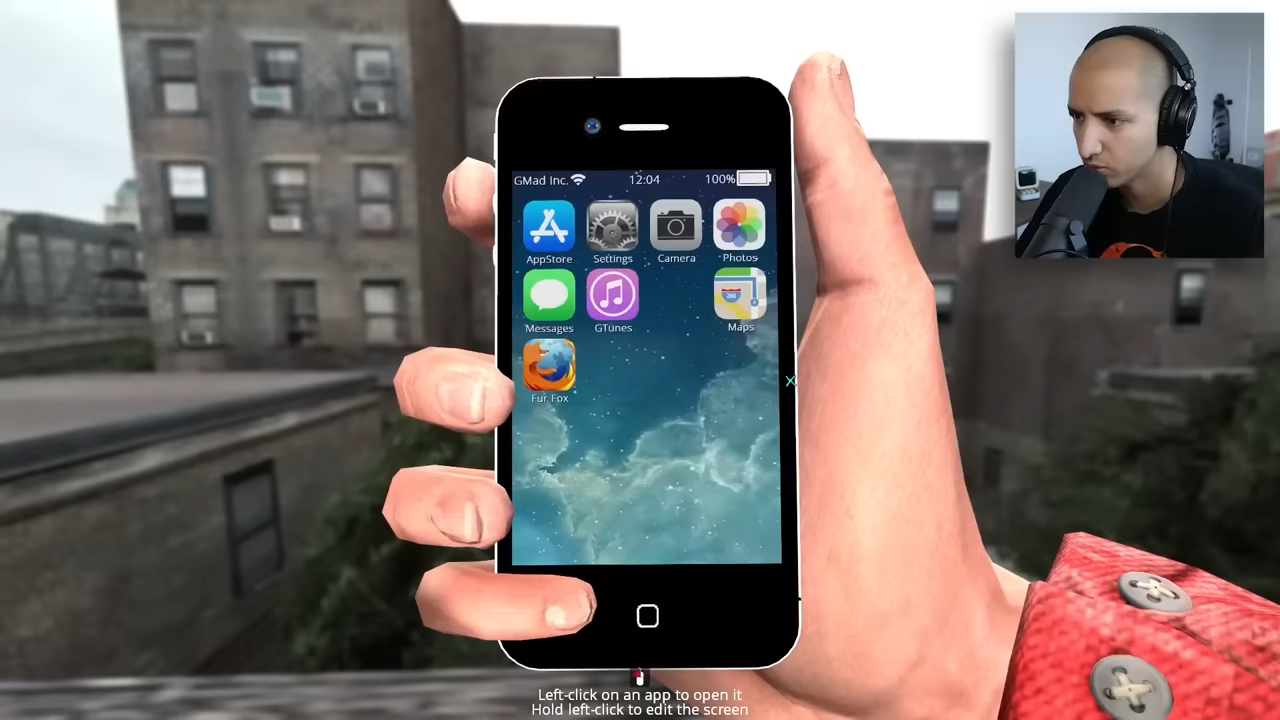 GMad Inc. 12:04 100%
AppStore Settings Camera Photos
Messages GTunes Maps
Fur Fox
Left-click on an app to open it
Hold left-click to edit the screen